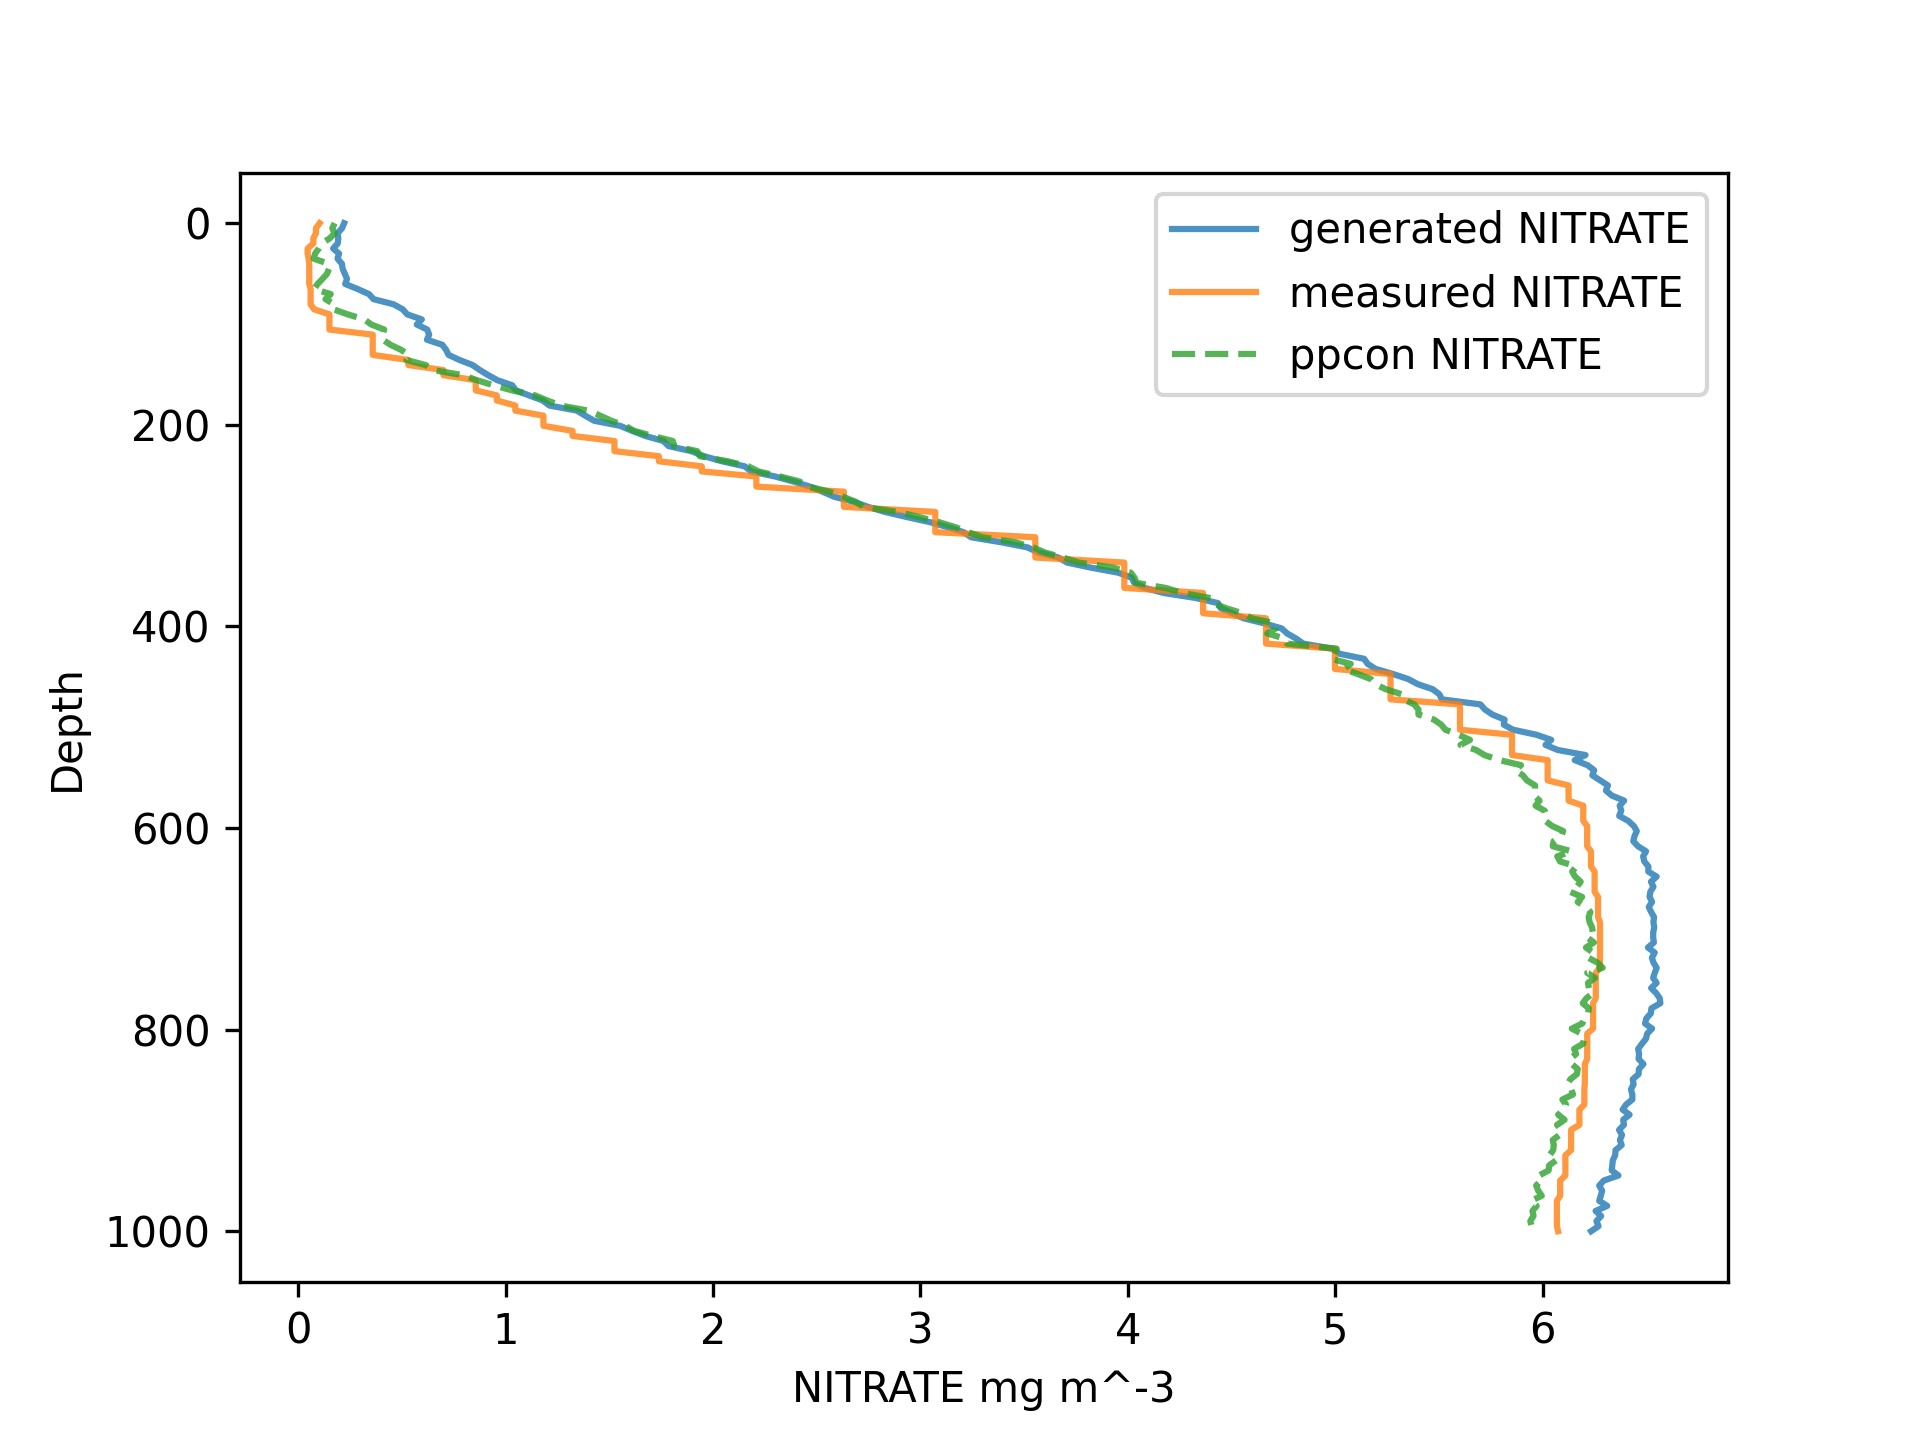 generated NITRATE
measured NITRATE
ppcon NITRATE
0
200
400
600
800
1000
Depth
0 1 2 3 4 5 6
NITRATE mg m^-3